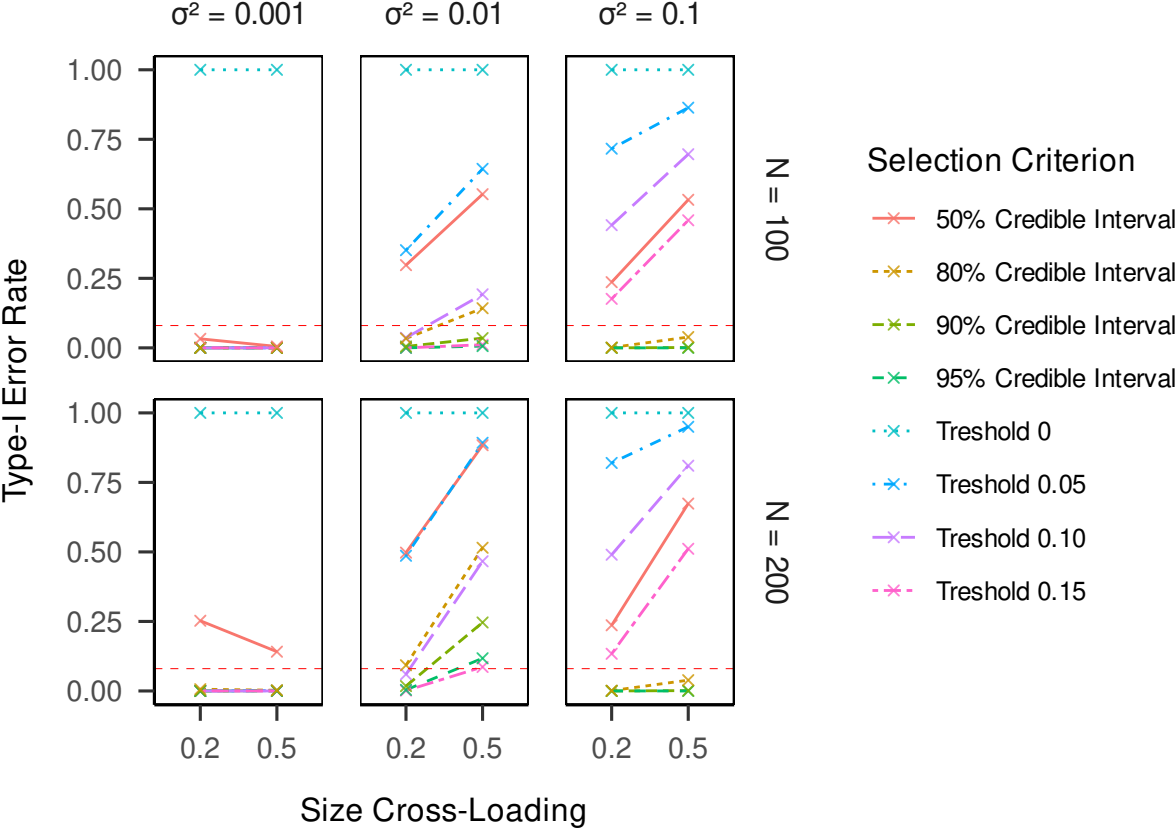 σ² = 0.001 σ² = 0.01 σ² = 0.1
1.00
0.75
0.50
0.25
0.00
N = 100
1.00
0.75
0.50
0.25
0.00
N = 200
0.2 0.5 0.2 0.5 0.2 0.5
Size Cross-Loading
Type-I Error Rate
Selection Criterion
50% Credible Interval
80% Credible Interval
90% Credible Interval
95% Credible Interval
Treshold 0
Treshold 0.05
Treshold 0.10
Treshold 0.15